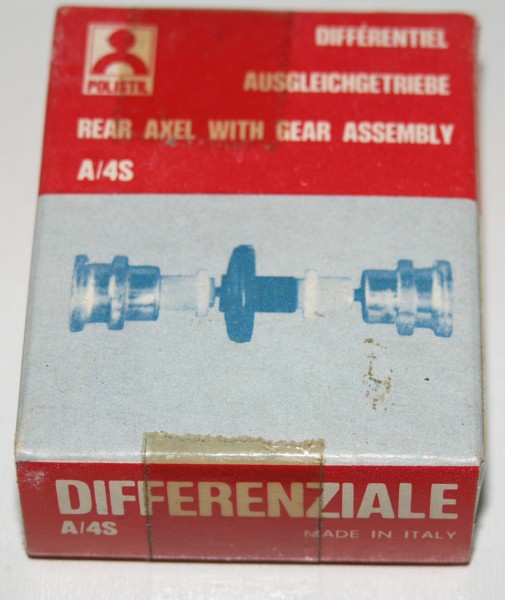 POLISTIL
DIFFÉRENTIEL
AUSGLEICHGETRIEBE
REAR AXEL WITH GEAR ASSEMBLY
A/4S
DIFFERENZIALE
A/4S
MADE IN ITALY